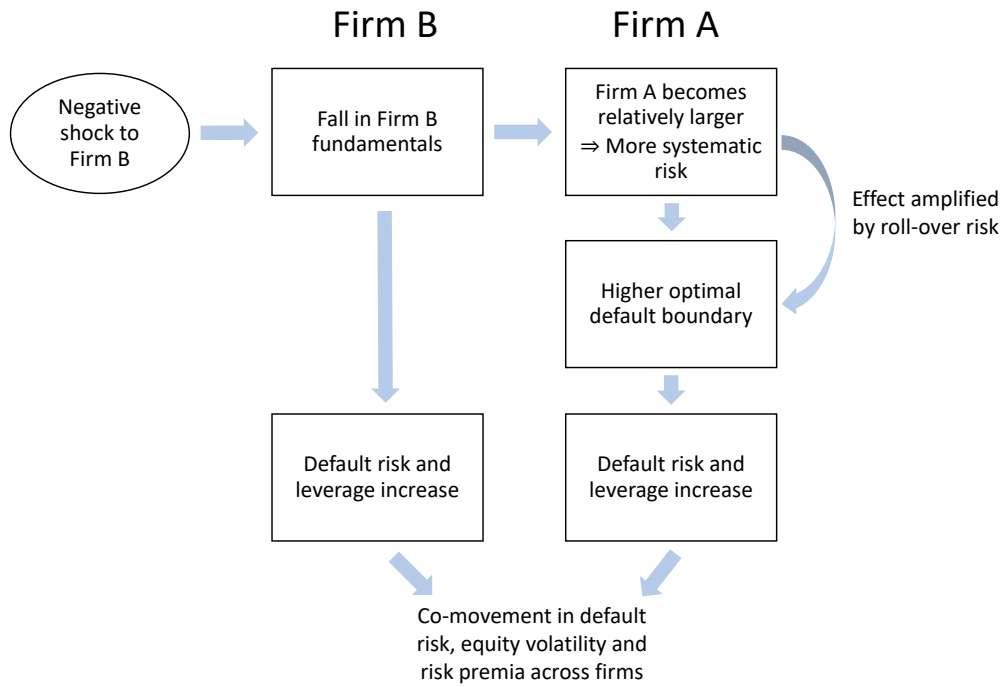 Firm B
Firm A
Negative
shock to
Firm B
Fall in Firm B
fundamentals
Firm A becomes
relatively larger
⇒ More systematic
risk
Effect amplified
by roll-over risk
Higher optimal
default boundary
Default risk and
leverage increase
Default risk and
leverage increase
Co-movement in default
risk, equity volatility and
risk premia across firms